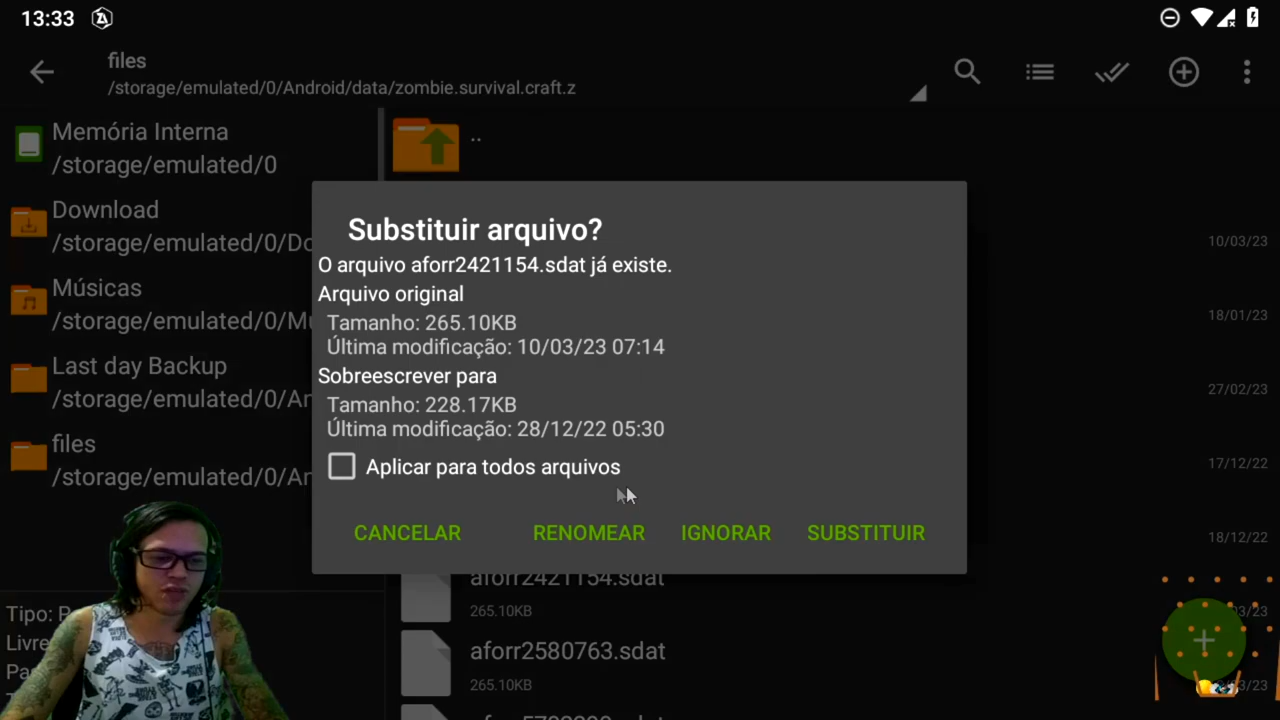 13:33
files
/storage/emulated/0/Android/data/zombie.survival.craft.z
Memória Interna
/storage/emulated/0
..
Download
/storage/emulated/0/Do
Músicas
/storage/emulated/0/Mu
Last day Backup
/storage/emulated/0/An
files
/storage/emulated/0/An
Tipo:
Livre
Substituir arquivo?
O arquivo aforr2421154.sdat já existe.
Arquivo original
Tamanho: 265.10KB
Última modificação: 10/03/23 07:14
Sobreescrever para
Tamanho: 228.17KB
Última modificação: 28/12/22 05:30
Aplicar para todos arquivos
CANCELAR
RENOMEAR
IGNORAR
SUBSTITUIR
10/03/23
18/01/23
27/02/23
17/12/22
18/12/22
aforr2421154.sdat
265.10KB
aforr2580763.sdat
265.10KB